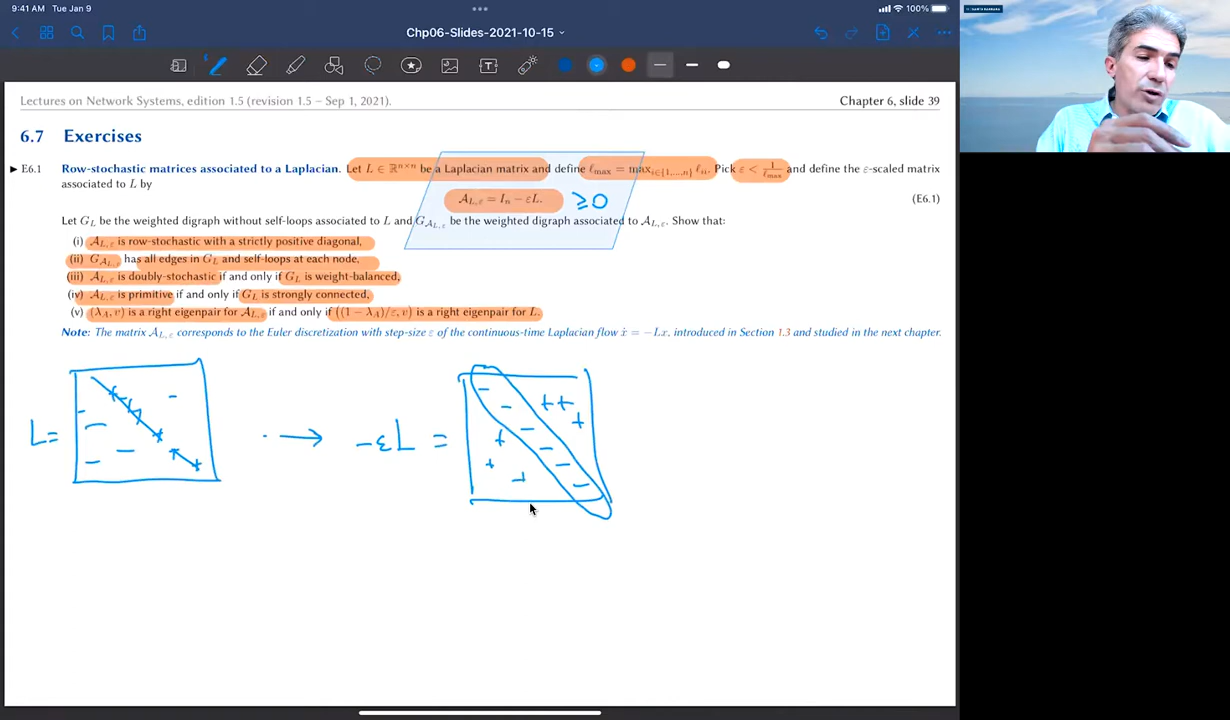 9:41 AM Tue Jan 9
100%
Chp06-Slides-2021-10-15
Lectures on Network Systems, edition 1.5 (revision 1.5 – Sep 1, 2021).
Chapter 6, slide 39
6.7 Exercises
► E6.1 Row-stochastic matrices associated to a Laplacian. Let L ∈ ℝⁿˣⁿ be a Laplacian matrix and define ℓmax = max_{i∈{1,...,n}} ℓ_ii. Pick ε < 1/ℓmax and define the ε-scaled matrix
associated to L by
A_{L,ε} = I_n − εL. ≥0 (E6.1)
Let G_L be the weighted digraph without self-loops associated to L and G_{A_{L,ε}} be the weighted digraph associated to A_{L,ε}. Show that:
(i) A_{L,ε} is row-stochastic with a strictly positive diagonal,
(ii) G_{A_{L,ε}} has all edges in G_L and self-loops at each node,
(iii) A_{L,ε} is doubly-stochastic if and only if G_L is weight-balanced,
(iv) A_{L,ε} is primitive if and only if G_L is strongly connected,
(v) (λ_A, v) is a right eigenpair for A_{L,ε} if and only if ((1 − λ_A)/ε, v) is a right eigenpair for L.
Note: The matrix A_{L,ε} corresponds to the Euler discretization with step-size ε of the continuous-time Laplacian flow ẋ = −Lx, introduced in Section 1.3 and studied in the next chapter.
L= → −εL =